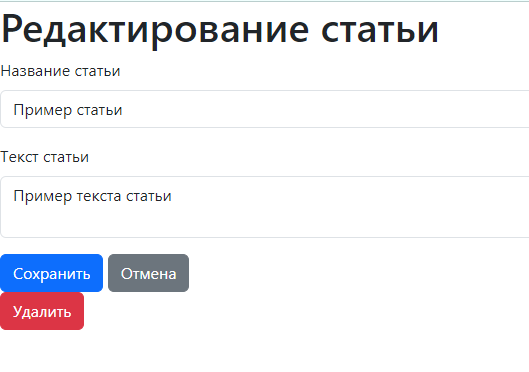 Редактирование статьи
Название статьи
Пример статьи
Текст статьи
Пример текста статьи
Сохранить Отмена
Удалить